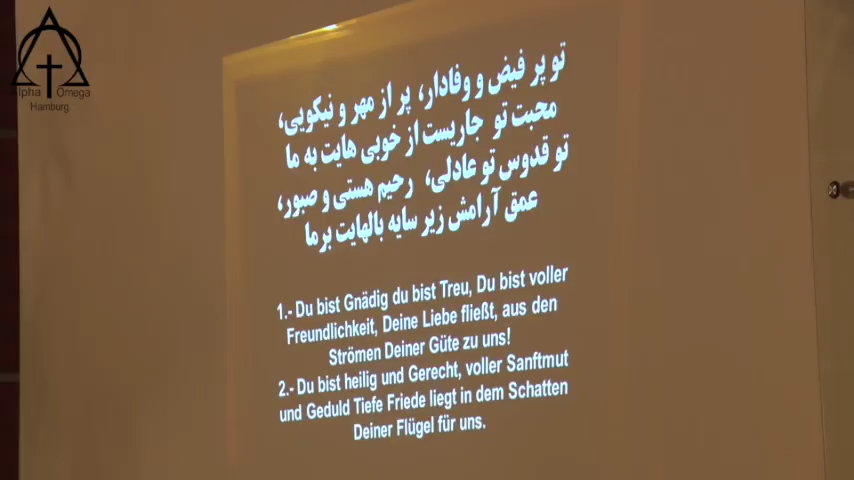 Alpha Omega
Hamburg
تو پر فیض و وفادار، پر از مهر و نیکویی،
محبت تو جاریست از خوبی هایت به ما
تو قدوس تو عادلی، رحیم هستی و صبور،
عمق آرامش زیر سایه بالهایت برما
1.- Du bist Gnädig du bist Treu, Du bist voller
Freundlichkeit, Deine Liebe fließt, aus den
Strömen Deiner Güte zu uns!
2.- Du bist heilig und Gerecht, voller Sanftmut
und Geduld Tiefe Friede liegt in dem Schatten
Deiner Flügel für uns.